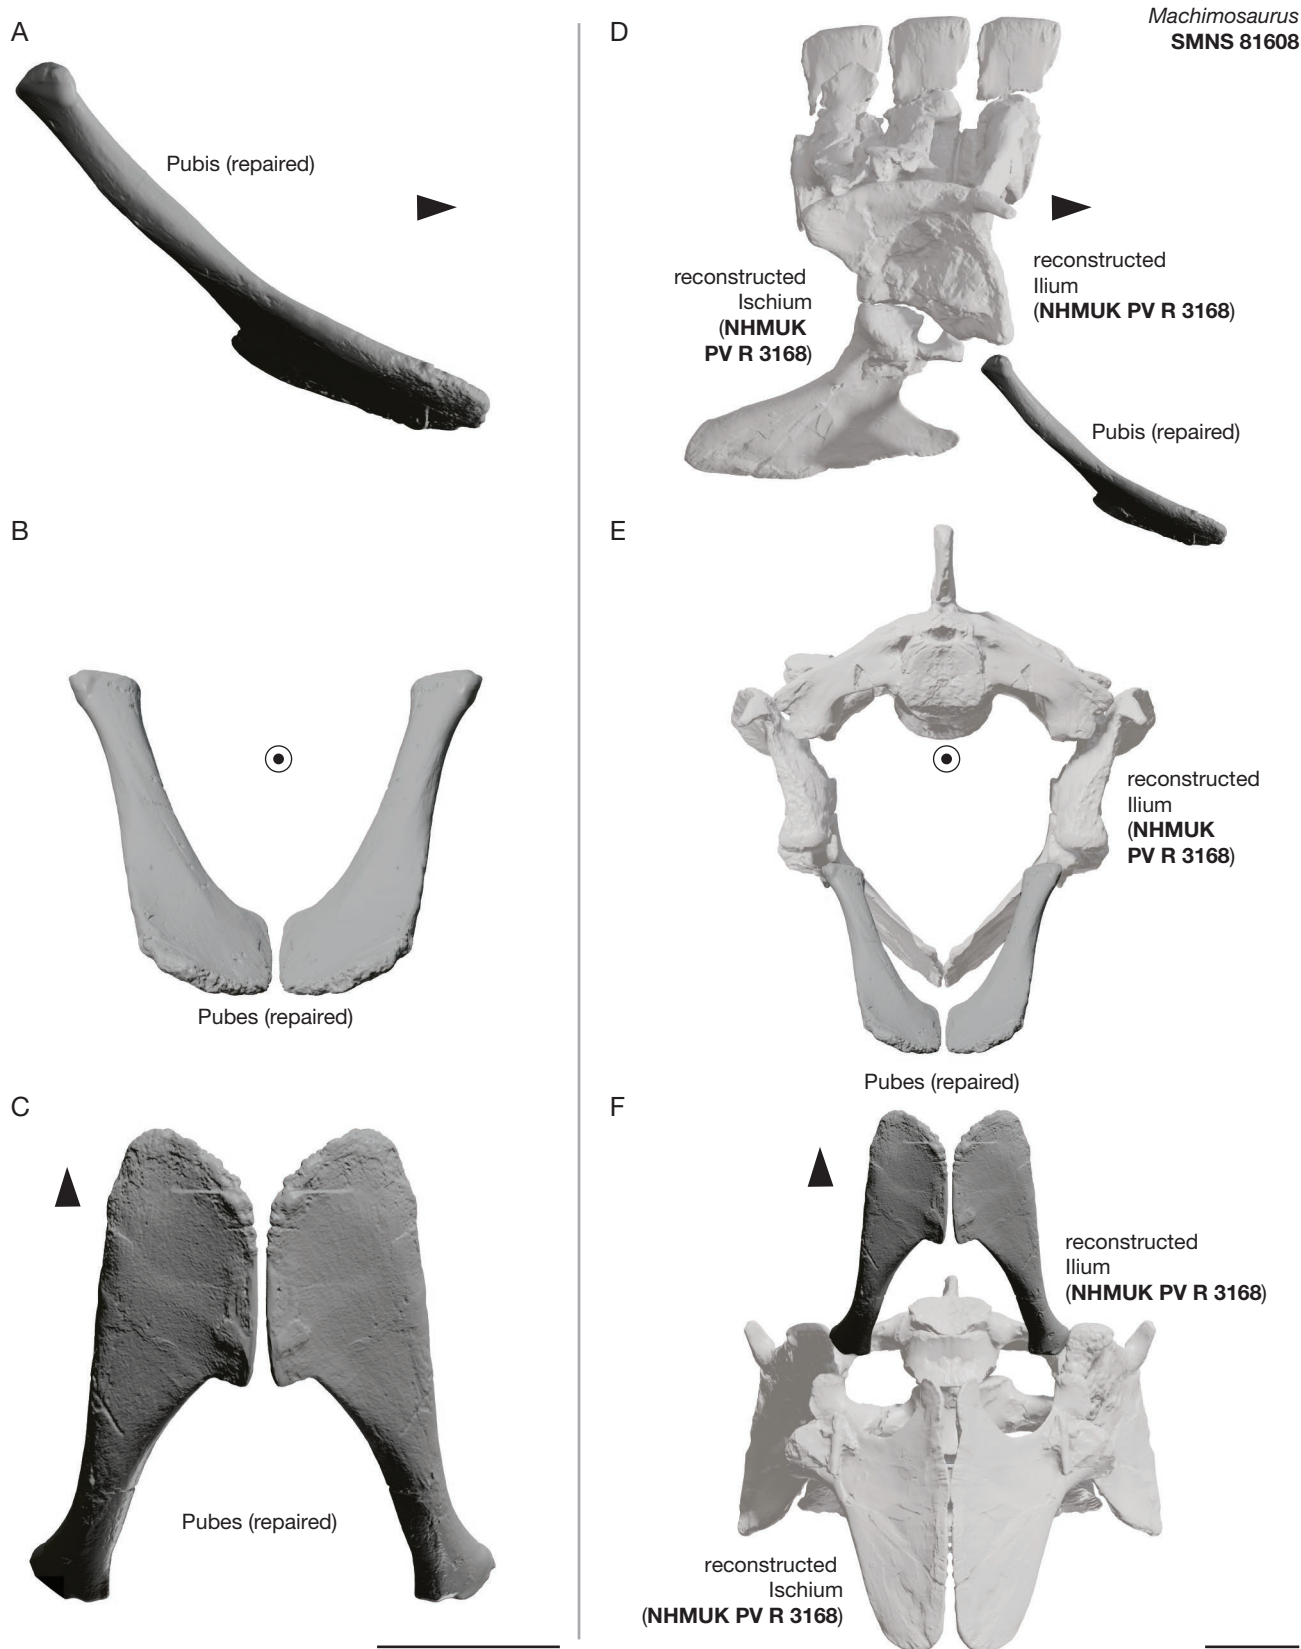 A
Pubis (repaired)
B
Pubes (repaired)
C
Pubes (repaired)
D
Machimosaurus
SMNS 81608
reconstructed
Ischium
(NHMUK
PV R 3168)
reconstructed
Ilium
(NHMUK PV R 3168)
Pubis (repaired)
E
reconstructed
Ilium
(NHMUK
PV R 3168)
Pubes (repaired)
F
reconstructed
Ilium
(NHMUK PV R 3168)
reconstructed
Ischium
(NHMUK PV R 3168)